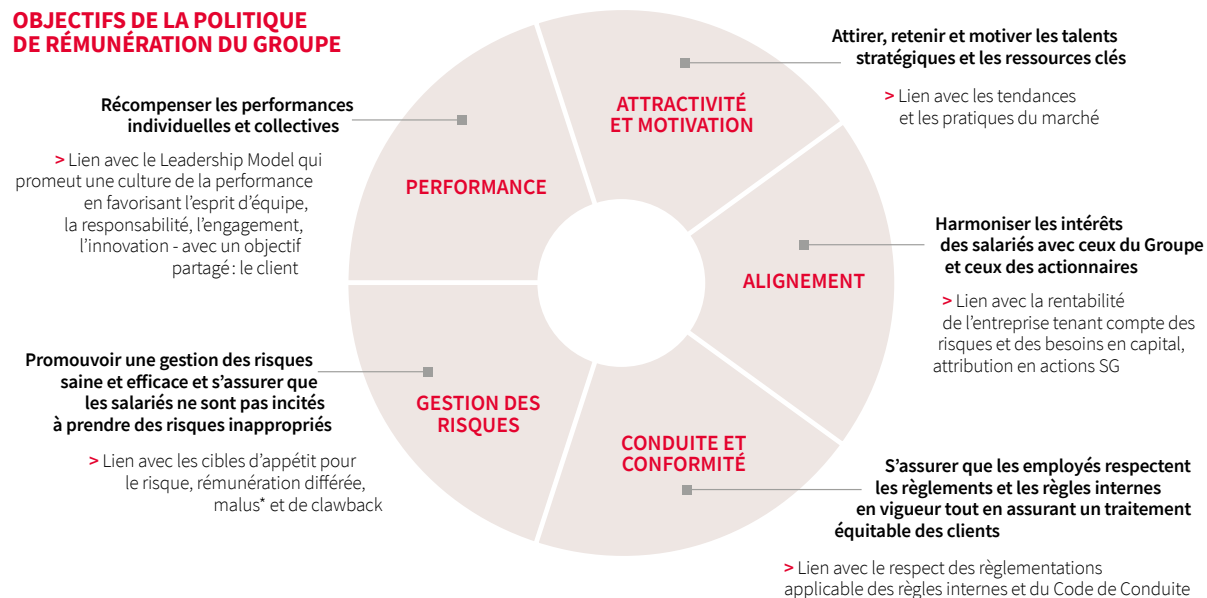 OBJECTIFS DE LA POLITIQUE
DE RÉMUNÉRATION DU GROUPE
Récompenser les performances
individuelles et collectives
> Lien avec le Leadership Model qui
promeut une culture de la performance
en favorisant l’esprit d’équipe,
la responsabilité, l’engagement,
l’innovation - avec un objectif
partagé : le client
PERFORMANCE
ATTRACTIVITÉ
ET MOTIVATION
Attirer, retenir et motiver les talents
stratégiques et les ressources clés
> Lien avec les tendances
et les pratiques du marché
ALIGNEMENT
Harmoniser les intérêts
des salariés avec ceux du Groupe
et ceux des actionnaires
> Lien avec la rentabilité
de l’entreprise tenant compte des
risques et des besoins en capital,
attribution en actions SG
Promouvoir une gestion des risques
saine et efficace et s’assurer que
les salariés ne sont pas incités
à prendre des risques inappropriés
> Lien avec les cibles d’appétit pour
le risque, rémunération différée,
malus* et de clawback
GESTION DES
RISQUES
CONDUITE ET
CONFORMITÉ
S’assurer que les employés respectent
les règlements et les règles internes
en vigueur tout en assurant un traitement
équitable des clients
> Lien avec le respect des règlementations
applicable des règles internes et du Code de Conduite